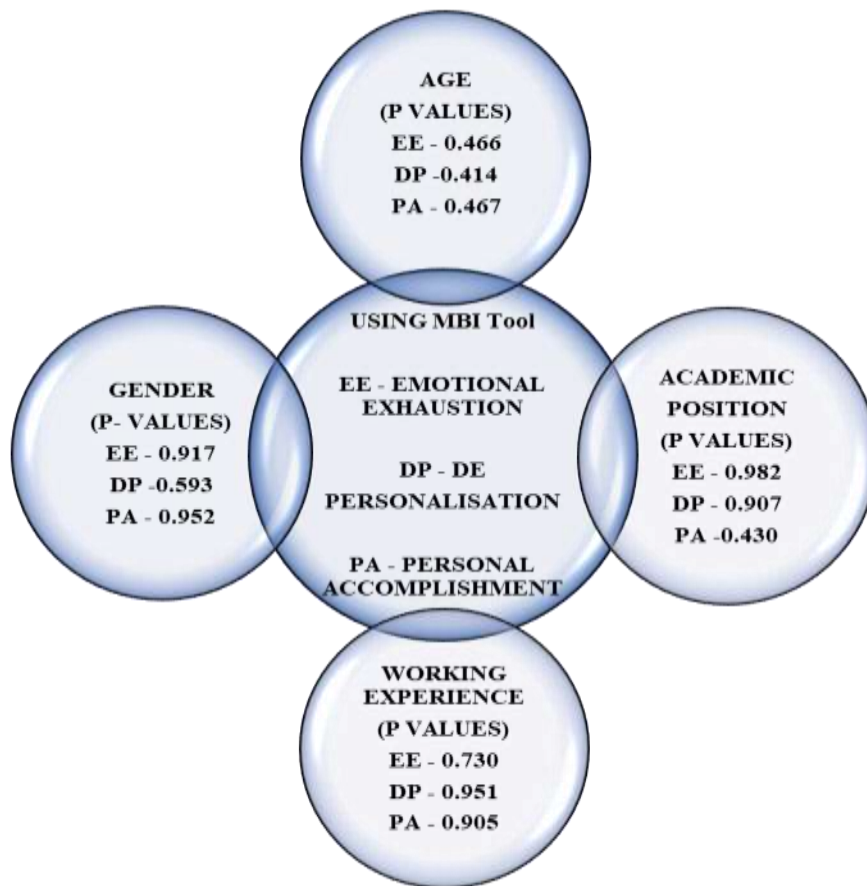 AGE
(P VALUES)
EE - 0.466
DP -0.414
PA - 0.467
USING MBI Tool
EE - EMOTIONAL
EXHAUSTION
DP - DE
PERSONALISATION
PA - PERSONAL
ACCOMPLISHMENT
GENDER
(P- VALUES)
EE - 0.917
DP -0.593
PA - 0.952
ACADEMIC
POSITION
(P VALUES)
EE - 0.982
DP - 0.907
PA -0.430
WORKING
EXPERIENCE
(P VALUES)
EE - 0.730
DP - 0.951
PA - 0.905